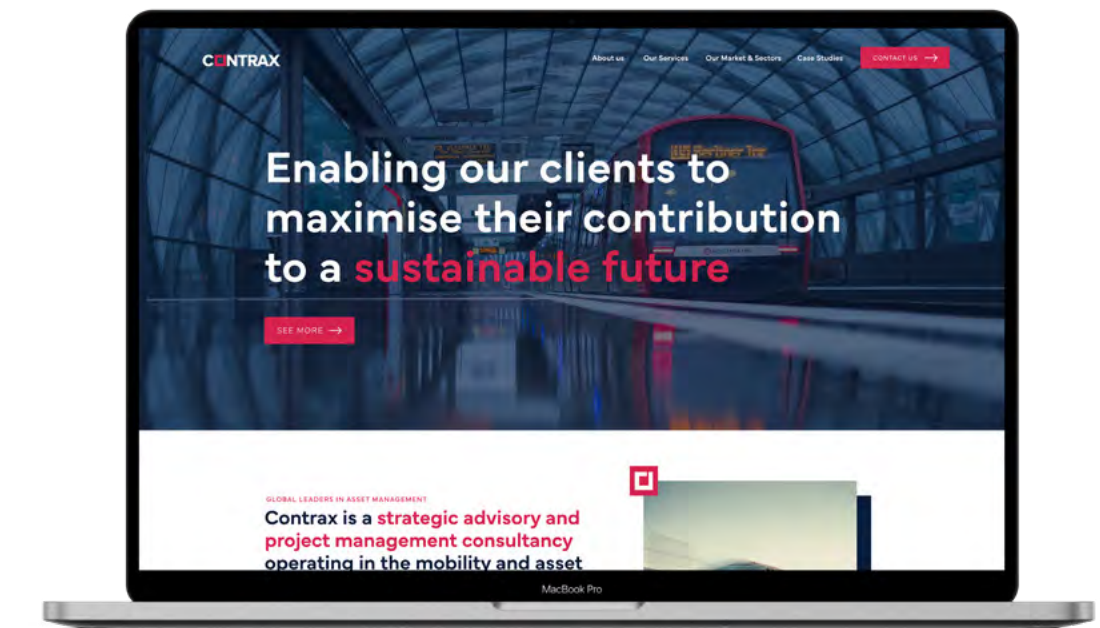 CONTRAX
About us
Our Services
Our Market & Sectors
Case Studies
CONTACT US
Enabling our clients to
maximise their contribution
to a sustainable future
SEE MORE
GLOBAL LEADERS IN ASSET MANAGEMENT
Contrax is a strategic advisory and
project management consultancy
operating in the mobility and asset
MacBook Pro